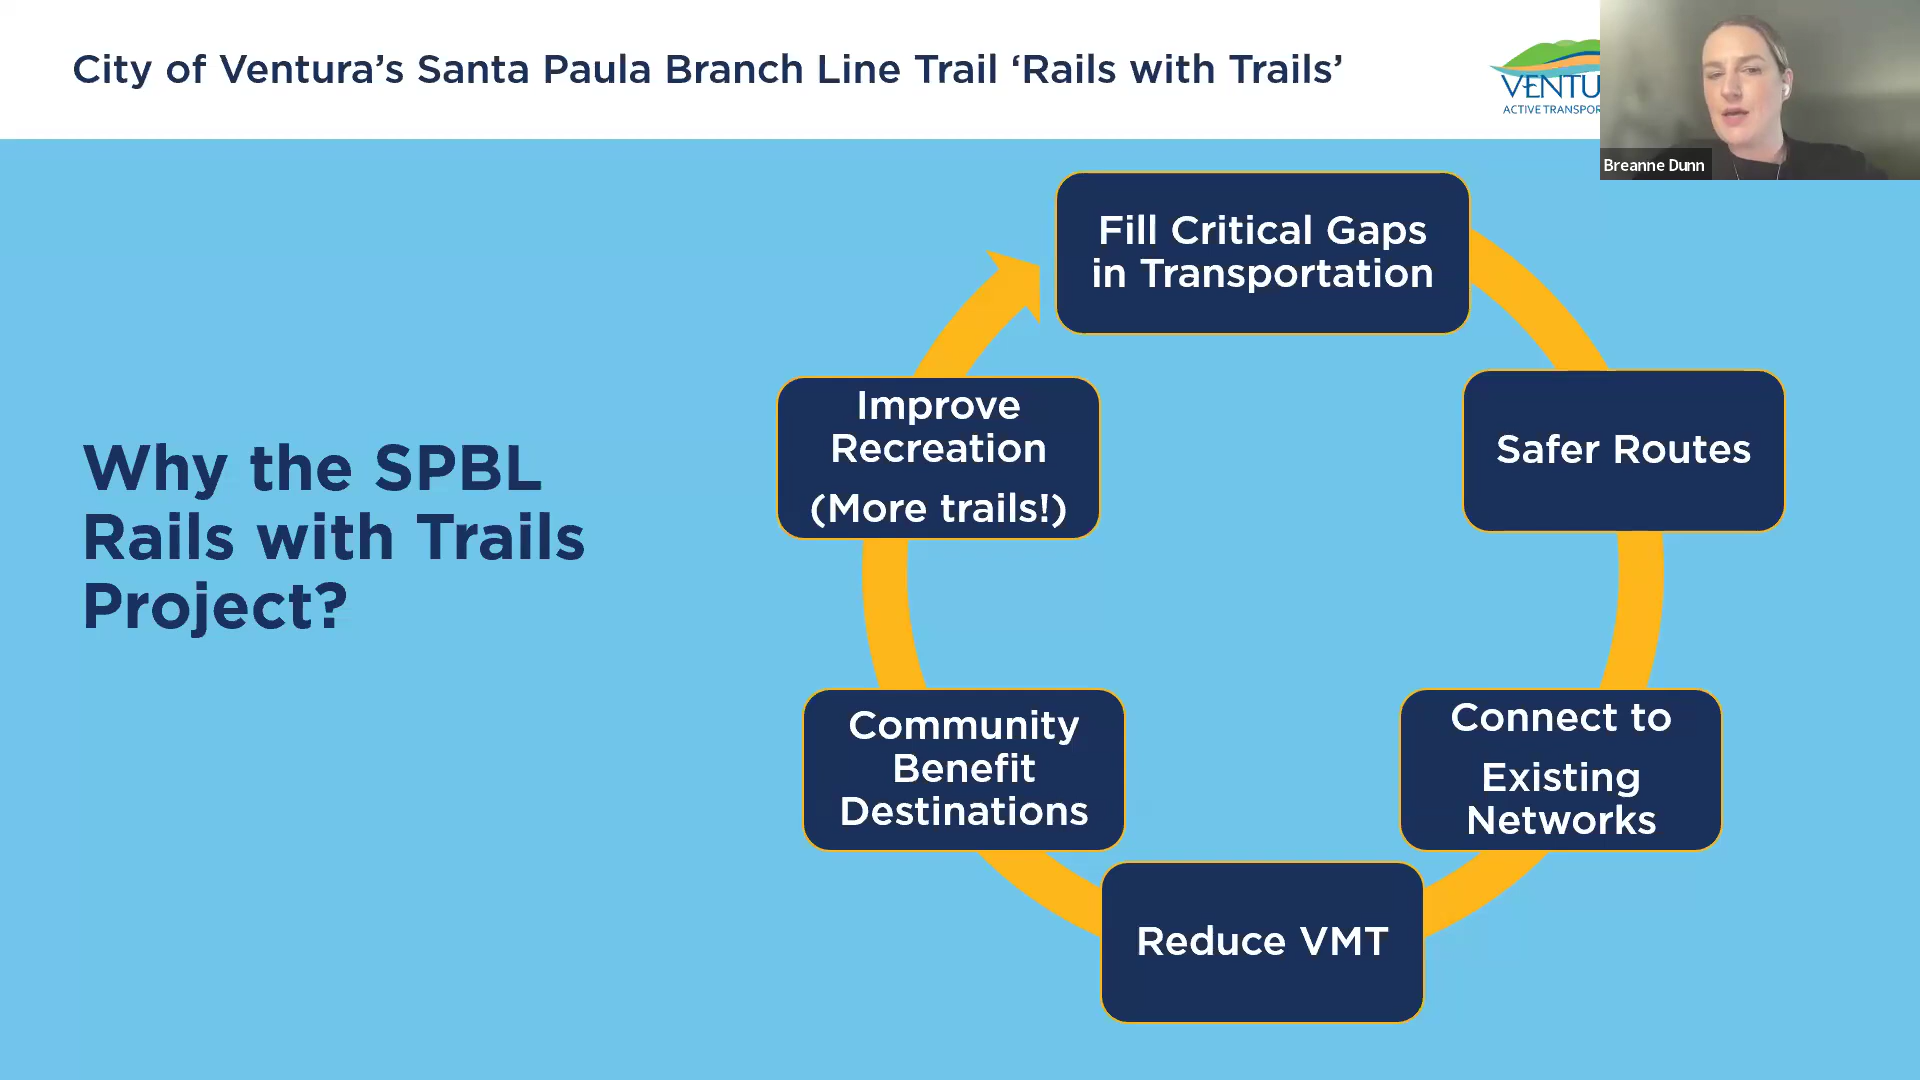 City of Ventura’s Santa Paula Branch Line Trail ‘Rails with Trails’
ACTIVE
Breanne Dunn
Why the SPBL
Rails with Trails
Project?
Fill Critical Gaps
in Transportation
Safer Routes
Connect to
Existing
Networks
Reduce VMT
Community
Benefit
Destinations
Improve
Recreation
(More trails!)